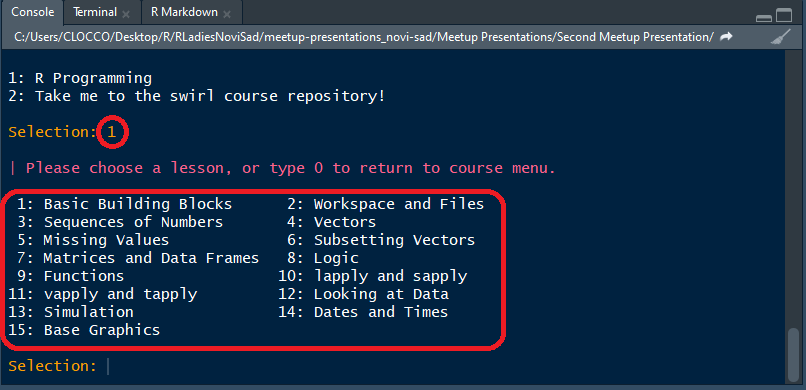 Console Terminal × R Markdown ×
C:/Users/CLOCCO/Desktop/R/RLadiesNoviSad/meetup-presentations_novi-sad/Meetup Presentations/Second Meetup Presentation/
1: R Programming
2: Take me to the swirl course repository!
Selection: 1
| Please choose a lesson, or type 0 to return to course menu.
1: Basic Building Blocks 2: Workspace and Files
3: Sequences of Numbers 4: Vectors
5: Missing Values 6: Subsetting Vectors
7: Matrices and Data Frames 8: Logic
9: Functions 10: lapply and sapply
11: vapply and tapply 12: Looking at Data
13: Simulation 14: Dates and Times
15: Base Graphics
Selection: